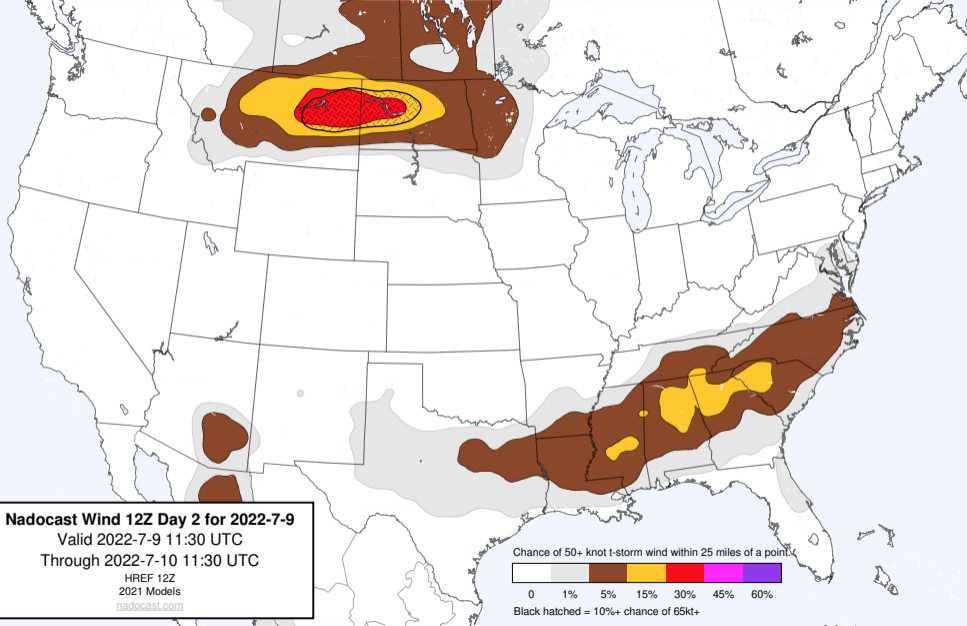 Nadocast Wind 12Z Day 2 for 2022-7-9
Valid 2022-7-9 11:30 UTC
Through 2022-7-10 11:30 UTC
HREF 12Z
2021 Models
nadocast.com
Chance of 50+ knot t-storm wind within 25 miles of a point.
0 1% 5% 15% 30% 45% 60%
Black hatched = 10%+ chance of 65kt+